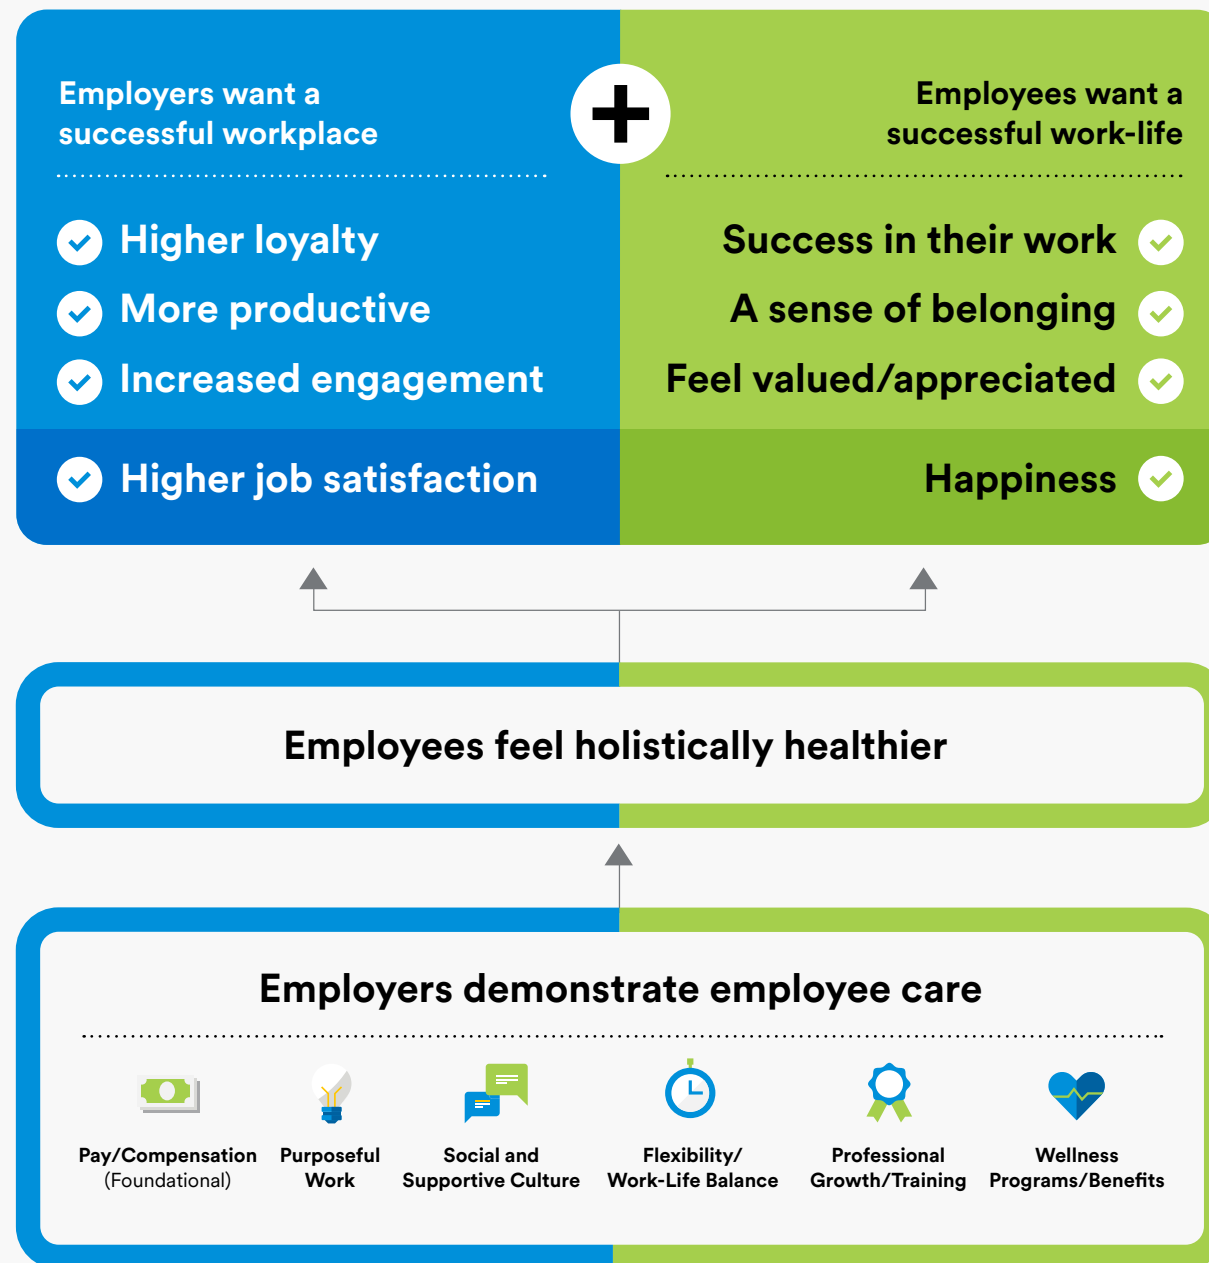 Employers want a
successful workplace
Higher loyalty
More productive
Increased engagement
Higher job satisfaction
Employees want a
successful work-life
Success in their work
A sense of belonging
Feel valued/appreciated
Happiness
Employees feel holistically healthier
Employers demonstrate employee care
Pay/Compensation
(Foundational)
Purposeful
Work
Social and
Supportive Culture
Flexibility/
Work-Life Balance
Professional
Growth/Training
Wellness
Programs/Benefits